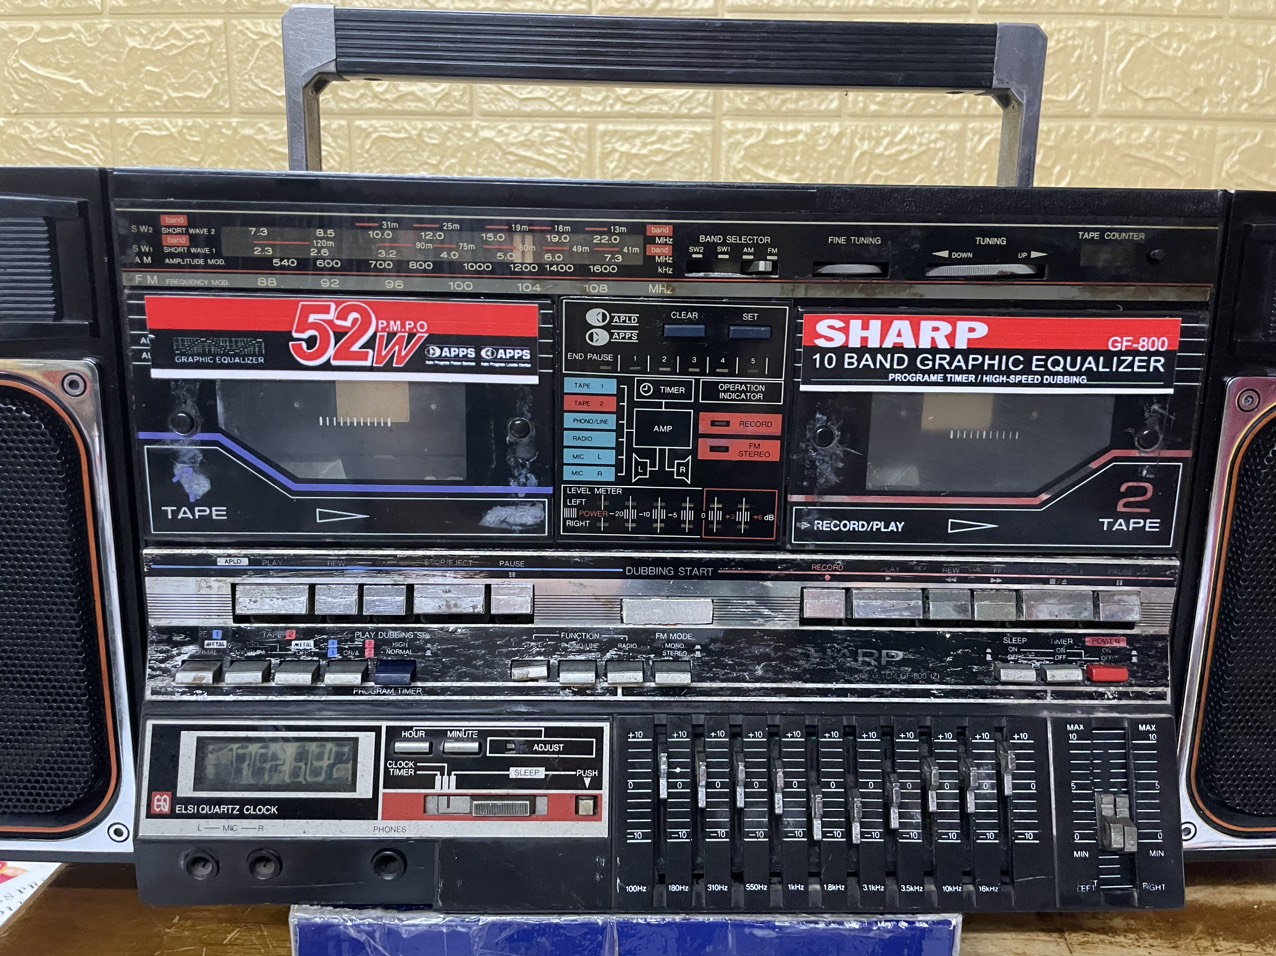 SW2 band SHORT WAVE 2 7.3 8.5 31m 10.0 25m 12.0 19m 15.0 16m 19.0 13m 22.0 band MHz
SW1 band SHORT WAVE 1 2.3 120m 2.6 3.2 90m 4.0 75m 5.0 60m 6.0 49m 7.3 41m band MHz
AM AMPLITUDE MOD. 540 600 700 800 1000 1200 1400 1600 kHz
FM FREQUENCY MOD. 88 92 96 100 104 108 MHz
BAND SELECTOR
SW2 SW1 AM FM
FINE TUNING
TUNING
DOWN UP
TAPE COUNTER
52W P.M.P.O
GRAPHIC EQUALIZER
APPS APPS
APLD
APPS
CLEAR SET
END PAUSE 1 2 3 4 5
SHARP
GF-800
10 BAND GRAPHIC EQUALIZER
PROGRAME TIMER / HIGH-SPEED DUBBING
TAPE 1
TAPE 2
PHONO/LINE
RADIO
MIC L
MIC R
TIMER
AMP
L R
OPERATION INDICATOR
RECORD
FM STEREO
LEVEL METER
LEFT
POWER -20 -10 -5 0 +3 +6 dB
RIGHT
TAPE
RECORD/PLAY
2
TAPE
APLD PLAY REW STOP/EJECT PAUSE
DUBBING START
RECORD PLAY REW PAUSE
1 METAL TAPE 2 METAL 1 2 PLAY DUBBING
HIGH
NORMAL
PROGRAM TIMER
FUNCTION
RADIO
FM MODE
STEREO
MONO
RP
SLEEP
ON
OFF
TIMER
ON
OFF
POWER
ON
OFF
HOUR MINUTE
ADJUST
CLOCK
TIMER
SLEEP
PUSH
EQ ELSI QUARTZ CLOCK
L MIC R
PHONES
+10 +10 +10 +10 +10 +10 +10 +10 +10 +10 +10
0 0 0 0 0 0 0 0 0 0
-10 -10 -10 -10 -10 -10 -10 -10 -10 -10 -10
100Hz 180Hz 310Hz 550Hz 1kHz 1.8kHz 3.1kHz 3.5kHz 10kHz 16kHz
MAX MAX
10 10
5 5
0 0
MIN MIN
LEFT RIGHT